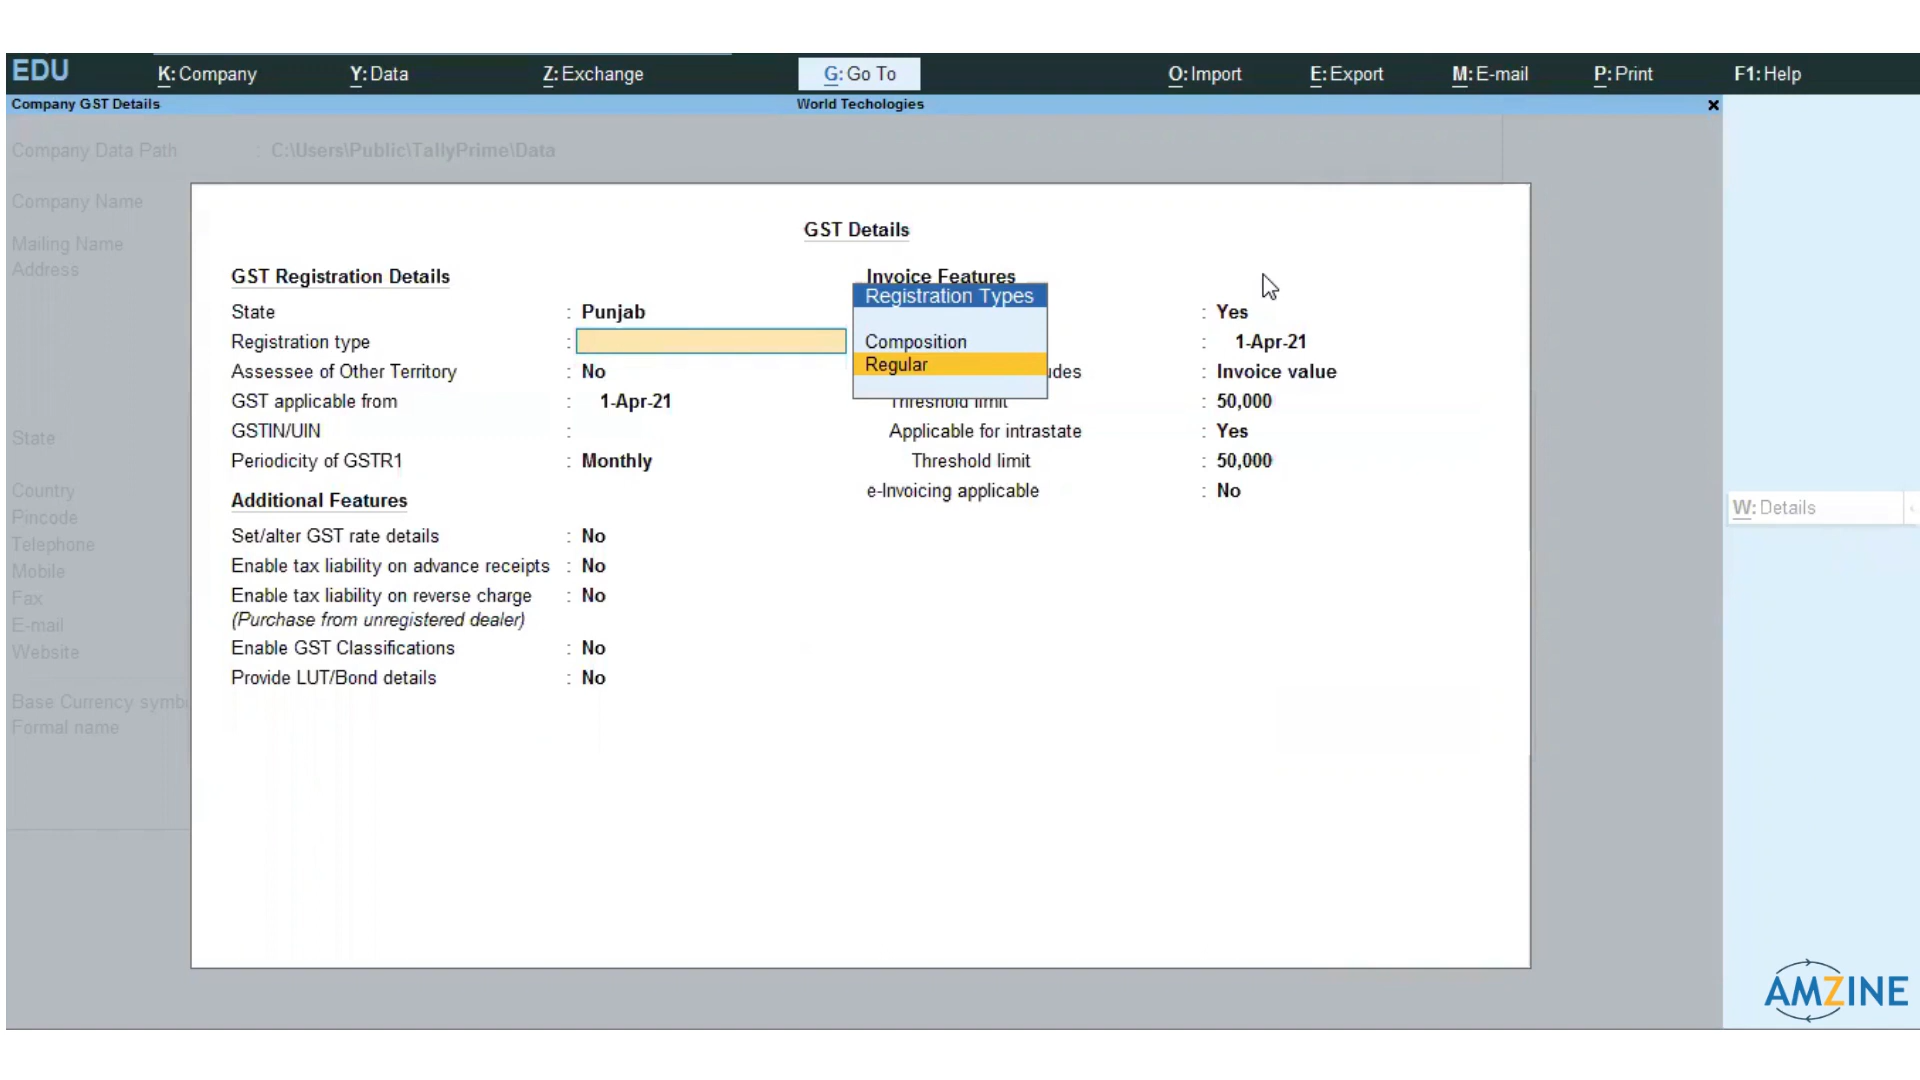 EDU
K: Company
Y: Data
Z: Exchange
G: Go To
O: Import
E: Export
M: E-mail
P: Print
F1: Help
Company GST Details
World Techologies
Company Data Path : C:\Users\Public\TallyPrime\Data
Company Name
Mailing Name
Address
State
Country
Pincode
Telephone
Mobile
Fax
E-mail
Website
Base Currency
Formal name
GST Details
GST Registration Details
State : Punjab
Registration type :
Assessee of Other Territory : No
GST applicable from : 1-Apr-21
GSTIN/UIN :
Periodicity of GSTR1 : Monthly
Additional Features
Set/alter GST rate details : No
Enable tax liability on advance receipts : No
Enable tax liability on reverse charge : No
(Purchase from unregistered dealer)
Enable GST Classifications : No
Provide LUT/Bond details : No
Invoice Features
Registration Types
Composition
Regular
: Yes
: 1-Apr-21
: Invoice value
Threshold limit : 50,000
Applicable for intrastate : Yes
Threshold limit : 50,000
e-Invoicing applicable : No
W: Details
AMZINE